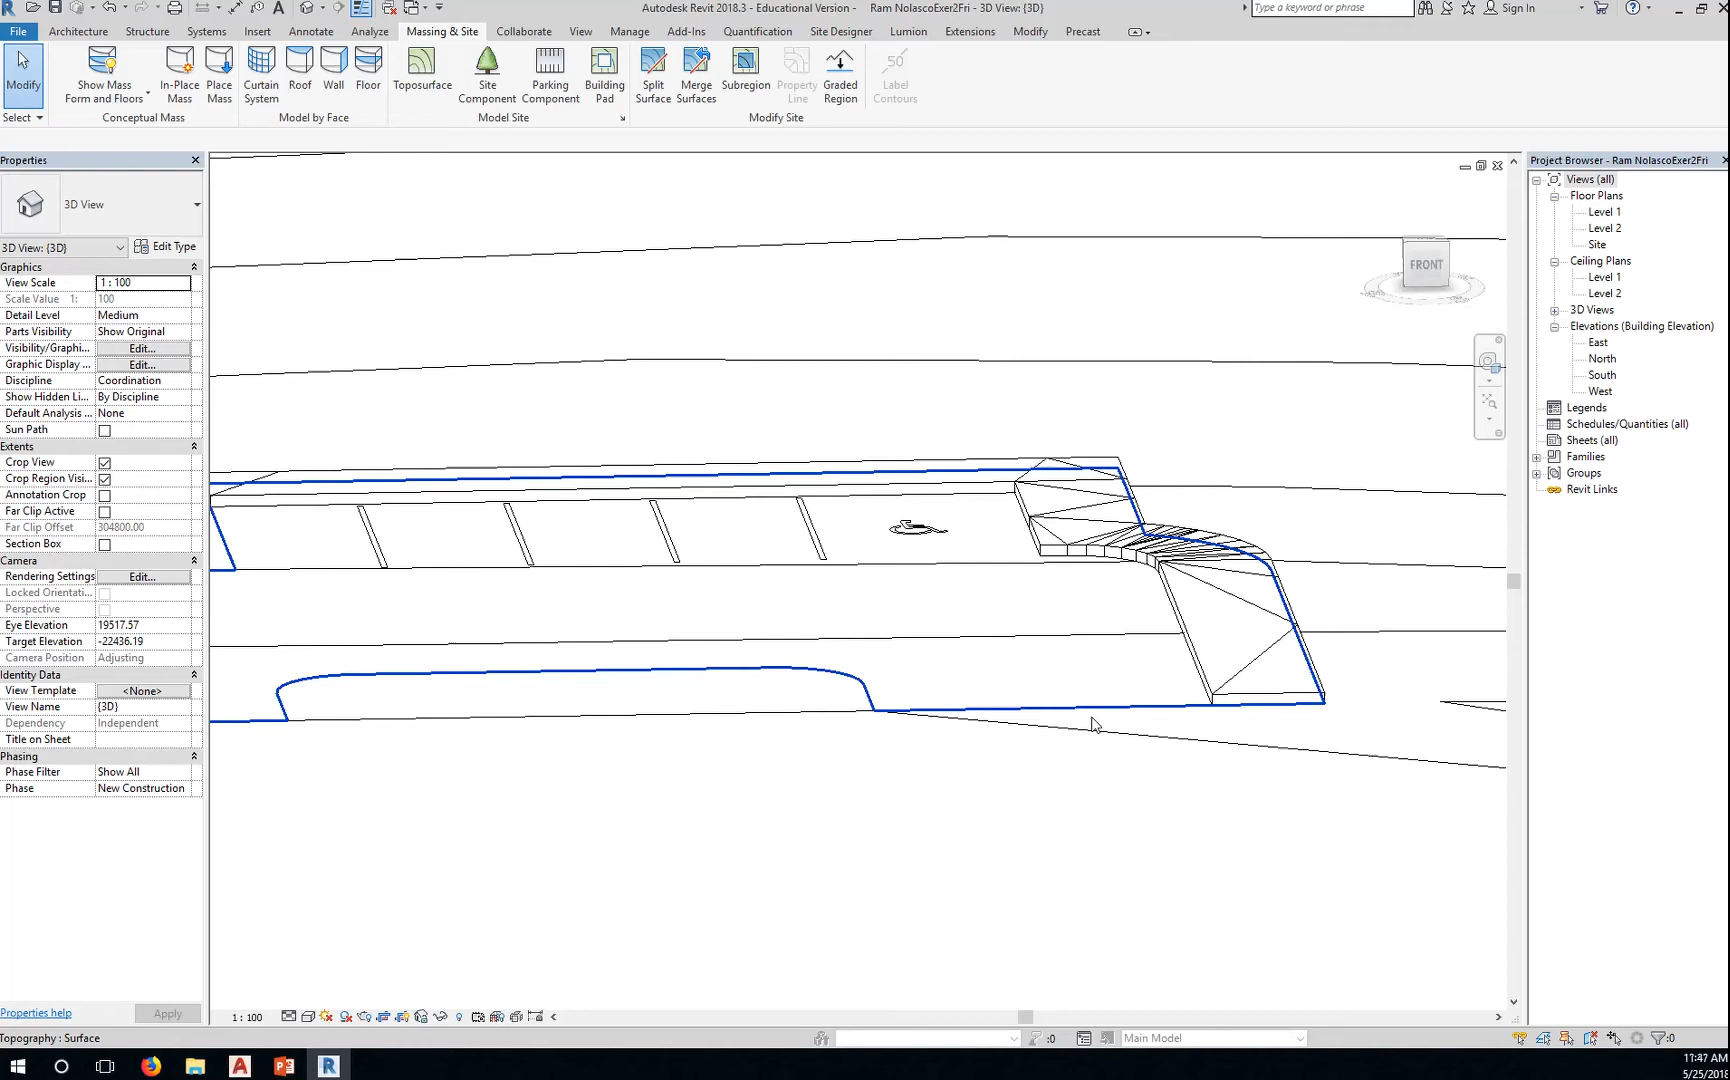 Autodesk Revit 2018.3 - Educational Version - Ram NolascoExer2Fri - 3D View: {3D}
Type a keyword or phrase
Sign In
File Architecture Structure Systems Insert Annotate Analyze Massing & Site Collaborate View Manage Add-Ins Quantification Site Designer Lumion Extensions Modify Precast
Modify
Show Mass Form and Floors
In-Place Mass
Place Mass
Curtain System
Roof
Wall
Floor
Toposurface
Site Component
Parking Component
Building Pad
Split Surface
Merge Surfaces
Subregion
Property Line
Graded Region
50
Label Contours
Select
Conceptual Mass
Model by Face
Model Site
Modify Site
Properties
3D View
3D View: {3D}
Edit Type
Graphics
View Scale 1 : 100
Scale Value 1: 100
Detail Level Medium
Parts Visibility Show Original
Visibility/Graphi... Edit...
Graphic Display ... Edit...
Discipline Coordination
Show Hidden Li... By Discipline
Default Analysis ... None
Sun Path
Extents
Crop View
Crop Region Visi...
Annotation Crop
Far Clip Active
Far Clip Offset 304800.00
Section Box
Camera
Rendering Settings Edit...
Locked Orientati...
Perspective
Eye Elevation 19517.57
Target Elevation -22436.19
Camera Position Adjusting
Identity Data
View Template <None>
View Name {3D}
Dependency Independent
Title on Sheet
Phasing
Phase Filter Show All
Phase New Construction
Properties help
Apply
FRONT
Project Browser - Ram NolascoExer2Fri
Views (all)
Floor Plans
Level 1
Level 2
Site
Ceiling Plans
Level 1
Level 2
3D Views
Elevations (Building Elevation)
East
North
South
West
Legends
Schedules/Quantities (all)
Sheets (all)
Families
Groups
Revit Links
1 : 100
Topography : Surface
:0
Main Model
:0
11:47 AM
5/25/2018